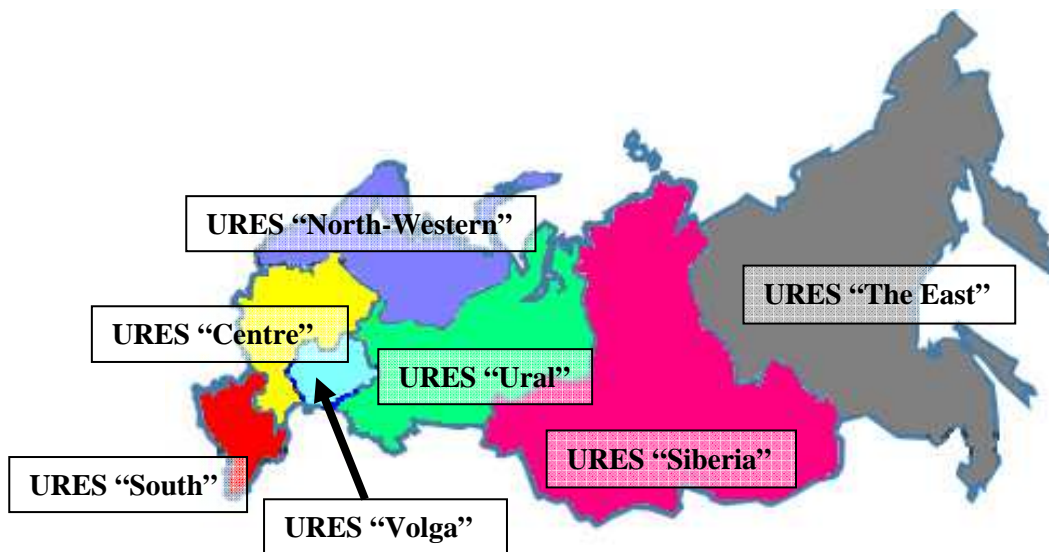 URES “North-Western”
URES “The East”
URES “Centre”
URES “Ural”
URES “Siberia”
URES “South”
URES “Volga”